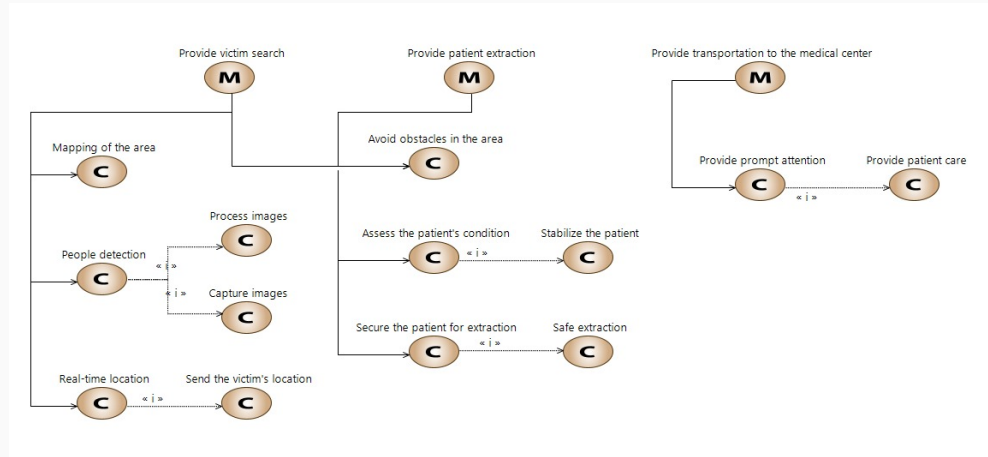 Provide victim search
M
Provide patient extraction
M
Provide transportation to the medical center
M
Mapping of the area
C
Avoid obstacles in the area
C
Provide prompt attention
C
« i »
Provide patient care
C
Process images
C
People detection
C
« i »
« i »
Capture images
C
Assess the patient's condition
C
« i »
Stabilize the patient
C
Secure the patient for extraction
C
« i »
Safe extraction
C
Real-time location
C
« i »
Send the victim's location
C